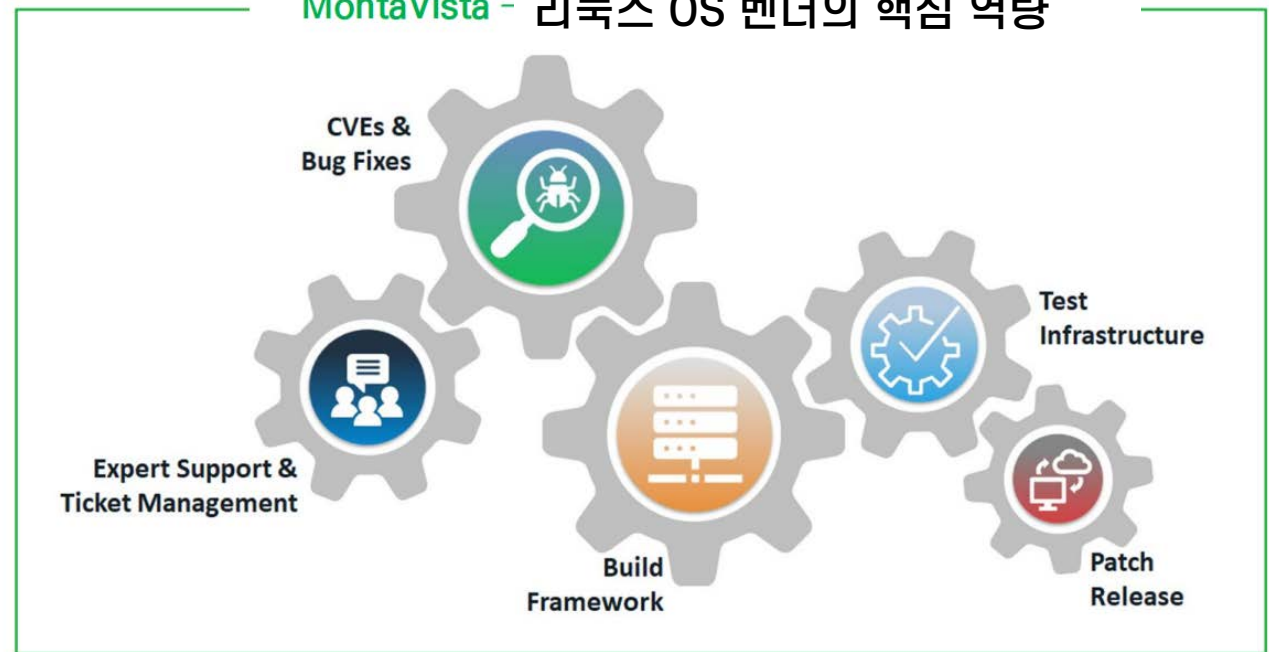 MontaVista - 리눅스 OS 벤더의 핵심 역량
CVEs &
Bug Fixes
Test
Infrastructure
Expert Support &
Ticket Management
Build
Framework
Patch
Release